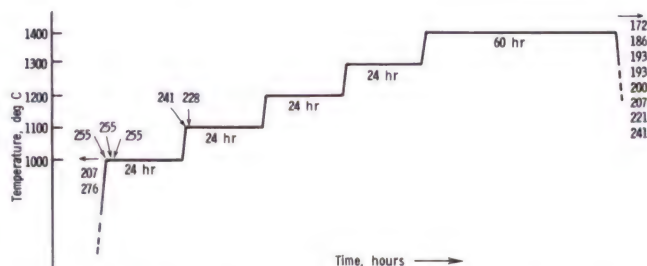 1400
1300
1200
1100
1000
Temperature, deg C
172
186
193
193
200
207
221
241
60 hr
24 hr
24 hr
241 228
24 hr
255
255
255
24 hr
207
276
Time, hours